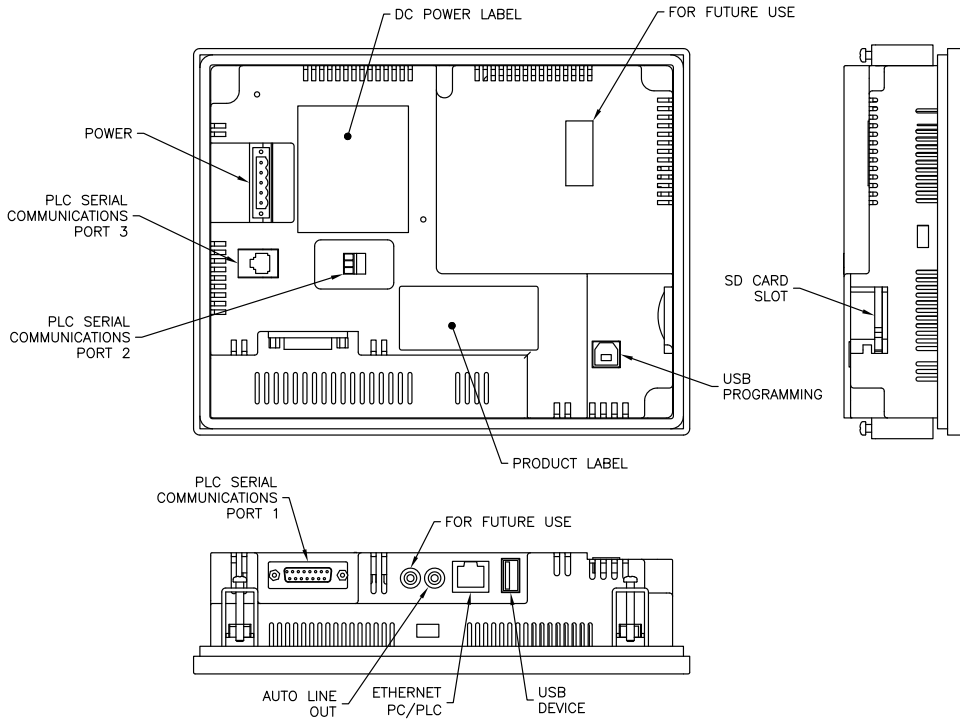 DC POWER LABEL
FOR FUTURE USE
POWER
PLC SERIAL
COMMUNICATIONS
PORT 3
SD CARD
SLOT
PLC SERIAL
COMMUNICATIONS
PORT 2
USB
PROGRAMMING
PRODUCT LABEL
PLC SERIAL
COMMUNICATIONS
PORT 1
FOR FUTURE USE
AUTO LINE
OUT
ETHERNET
PC/PLC
USB
DEVICE